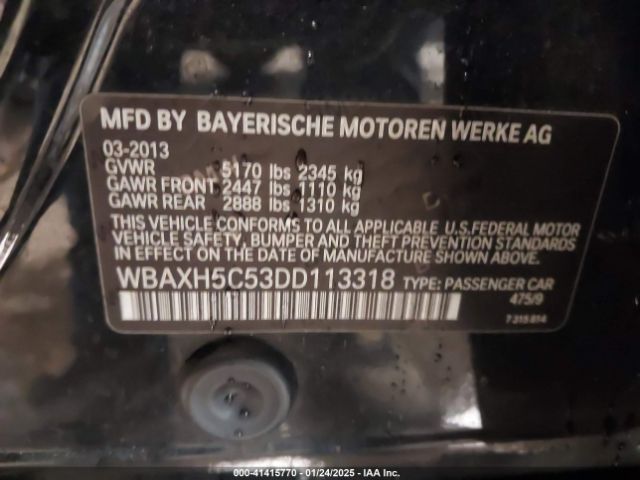 MFD BY BAYERISCHE MOTOREN WERKE AG
03-2013
GVWR 5170 lbs 2345 kg
GAWR FRONT 2447 lbs 1110 kg
GAWR REAR 2888 lbs 1310 kg
THIS VEHICLE CONFORMS TO ALL APPLICABLE U.S.FEDERAL MOTOR
VEHICLE SAFETY, BUMPER AND THEFT PREVENTION STANDARDS
IN EFFECT ON THE DATE OF MANUFACTURE SHOWN ABOVE.
WBAXH5C53DD113318 TYPE: PASSENGER CAR
475/9
7 315 814
000-41415770 - 01/24/2025 - IAA Inc.